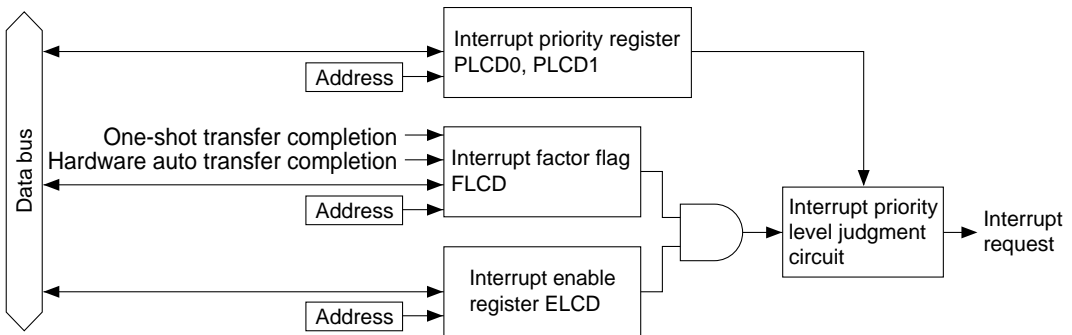 Data bus
Interrupt priority register
PLCD0, PLCD1
Address
One-shot transfer completion
Hardware auto transfer completion
Interrupt factor flag
FLCD
Address
Interrupt enable
register ELCD
Address
Interrupt priority
level judgment
circuit
Interrupt
request